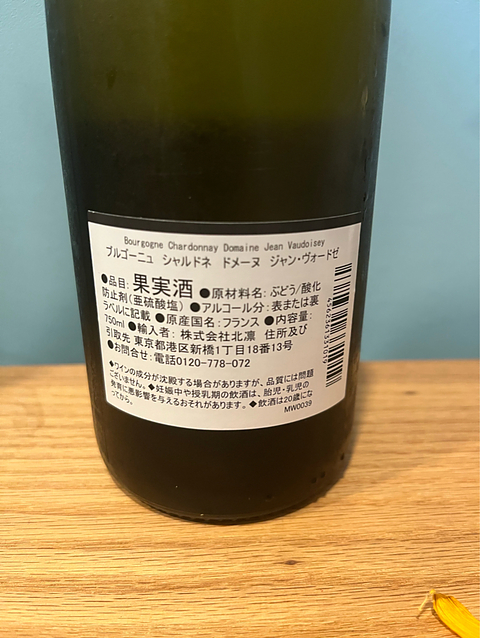 Bourgogne Chardonnay Domaine Jean Vaudoisey
ブルゴーニュ シャルドネ ドメーヌ ジャン・ヴォードゼ
●品目: 果実酒 ●原材料名: ぶどう/酸化
防止剤(亜硫酸塩) ●アルコール分: 表または裏
ラベルに記載 ●原産国名: フランス ●内容量:
750ml ●輸入者: 株式会社北凛 住所及び
引取先 東京都港区新橋1丁目18番13号
●お問合せ: 電話0120-778-072
◆ワインの成分が沈殿する場合がありますが、品質には問題
ございません。◆妊娠中や授乳期の飲酒は、胎児・乳児の
発育に悪影響を与えるおそれがあります。◆飲酒は20歳にな
ってから。
MW0039